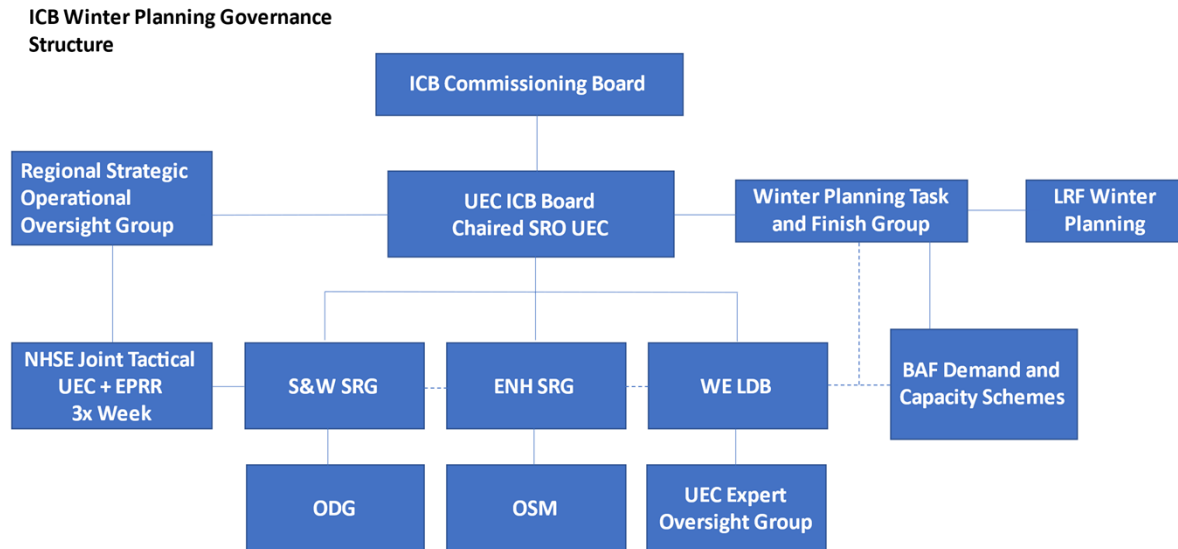 ICB Winter Planning Governance
Structure
ICB Commissioning Board
Regional Strategic
Operational
Oversight Group
UEC ICB Board
Chaired SRO UEC
Winter Planning Task
and Finish Group
LRF Winter
Planning
NHSE Joint Tactical
UEC + EPRR
3x Week
S&W SRG
ENH SRG
WE LDB
BAF Demand and
Capacity Schemes
ODG
OSM
UEC Expert
Oversight Group